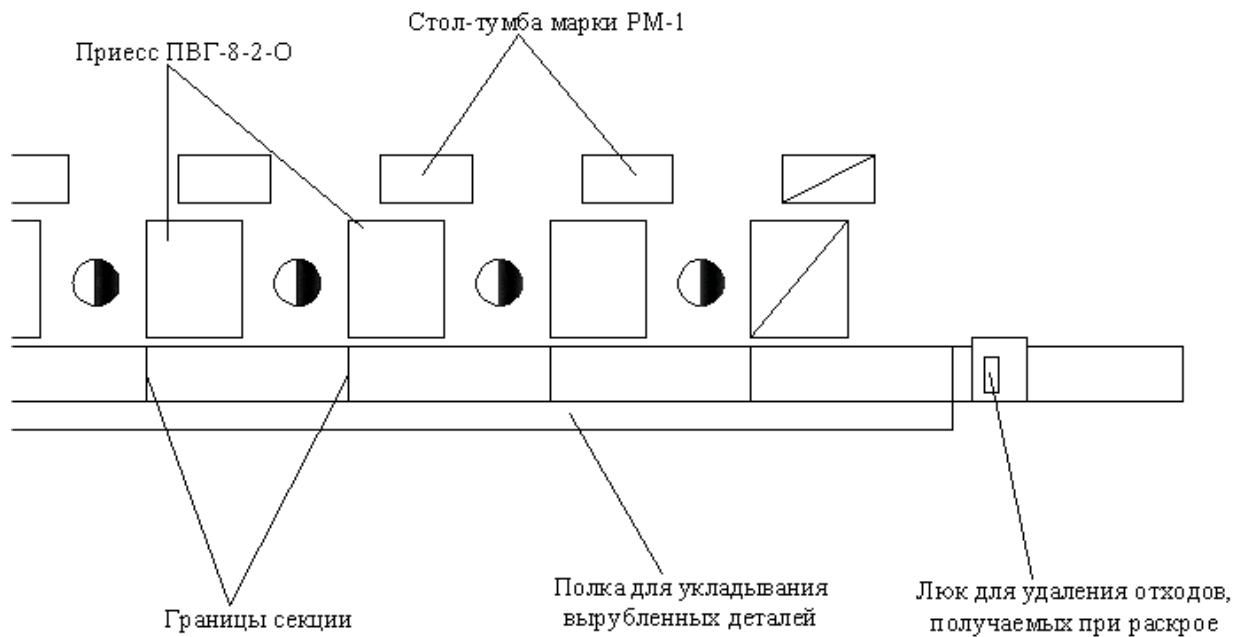 Стол-тумба марки РМ-1
Приесс ПВГ-8-2-О
Границы секции
Полка для укладывания
вырубленных деталей
Люк для удаления отходов,
получаемых при раскрое